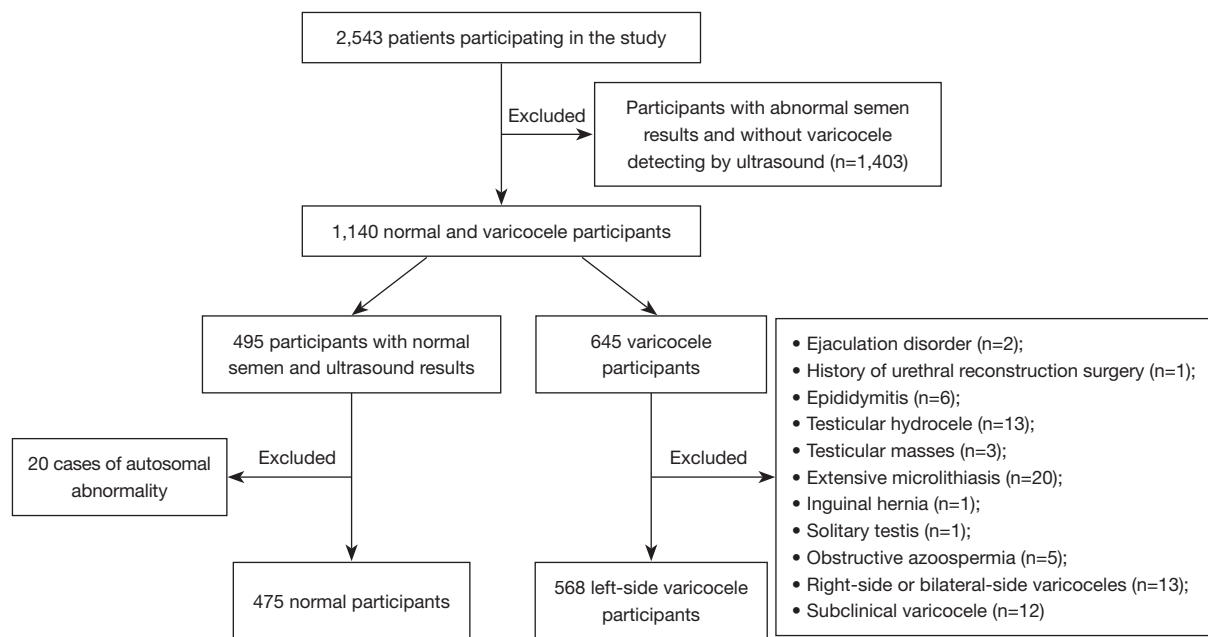 2,543 patients participating in the study
Excluded
Participants with abnormal semen
results and without varicocele
detecting by ultrasound (n=1,403)
1,140 normal and varicocele participants
495 participants with normal
semen and ultrasound results
645 varicocele
participants
• Ejaculation disorder (n=2);
• History of urethral reconstruction surgery (n=1);
• Epididymitis (n=6);
• Testicular hydrocele (n=13);
• Testicular masses (n=3);
• Extensive microlithiasis (n=20);
• Inguinal hernia (n=1);
• Solitary testis (n=1);
• Obstructive azoospermia (n=5);
• Right-side or bilateral-side varicoceles (n=13);
• Subclinical varicocele (n=12)
20 cases of autosomal
abnormality
Excluded
Excluded
475 normal participants
568 left-side varicocele
participants